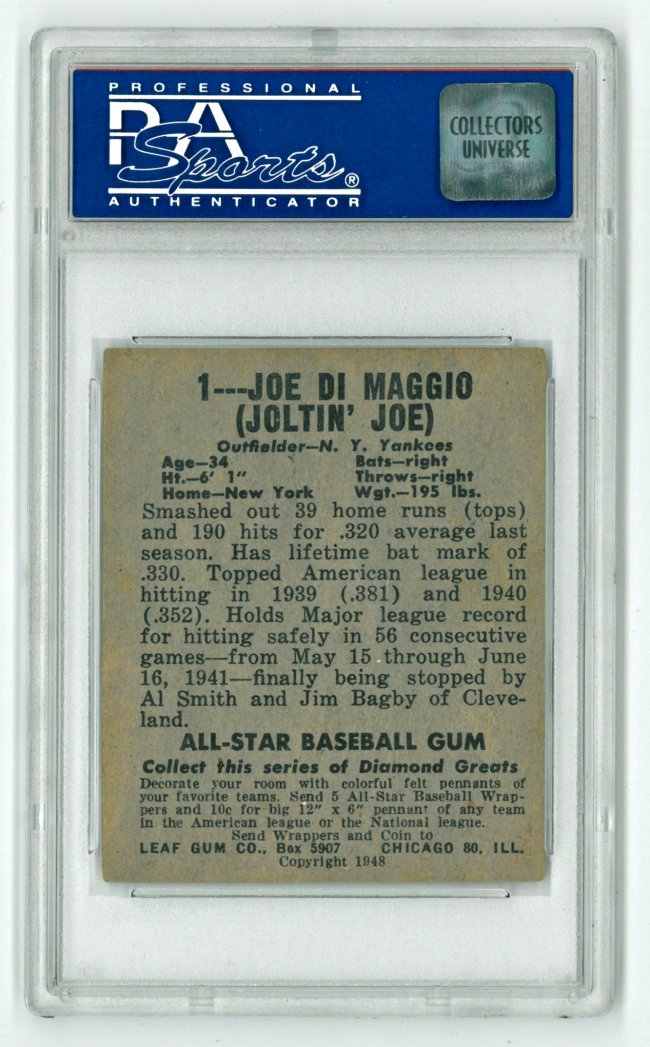 PROFESSIONAL
PSA
Sports®
AUTHENTICATOR
COLLECTORS
UNIVERSE
1---JOE DI MAGGIO
(JOLTIN' JOE)
Outfielder—N. Y. Yankees
Age—34 Bats—right
Ht.—6' 1" Throws—right
Home—New York Wgt.—195 lbs.
Smashed out 39 home runs (tops)
and 190 hits for .320 average last
season. Has lifetime bat mark of
.330. Topped American league in
hitting in 1939 (.381) and 1940
(.352). Holds Major league record
for hitting safely in 56 consecutive
games—from May 15 through June
16, 1941—finally being stopped by
Al Smith and Jim Bagby of Cleve-
land.
ALL-STAR BASEBALL GUM
Collect this series of Diamond Greats
Decorate your room with colorful felt pennants of
your favorite teams. Send 5 All-Star Baseball Wrap-
pers and 10c for big 12" x 6" pennant of any team
in the American league or the National league.
Send Wrappers and Coin to
LEAF GUM CO., Box 5907 CHICAGO 80, ILL.
Copyright 1948